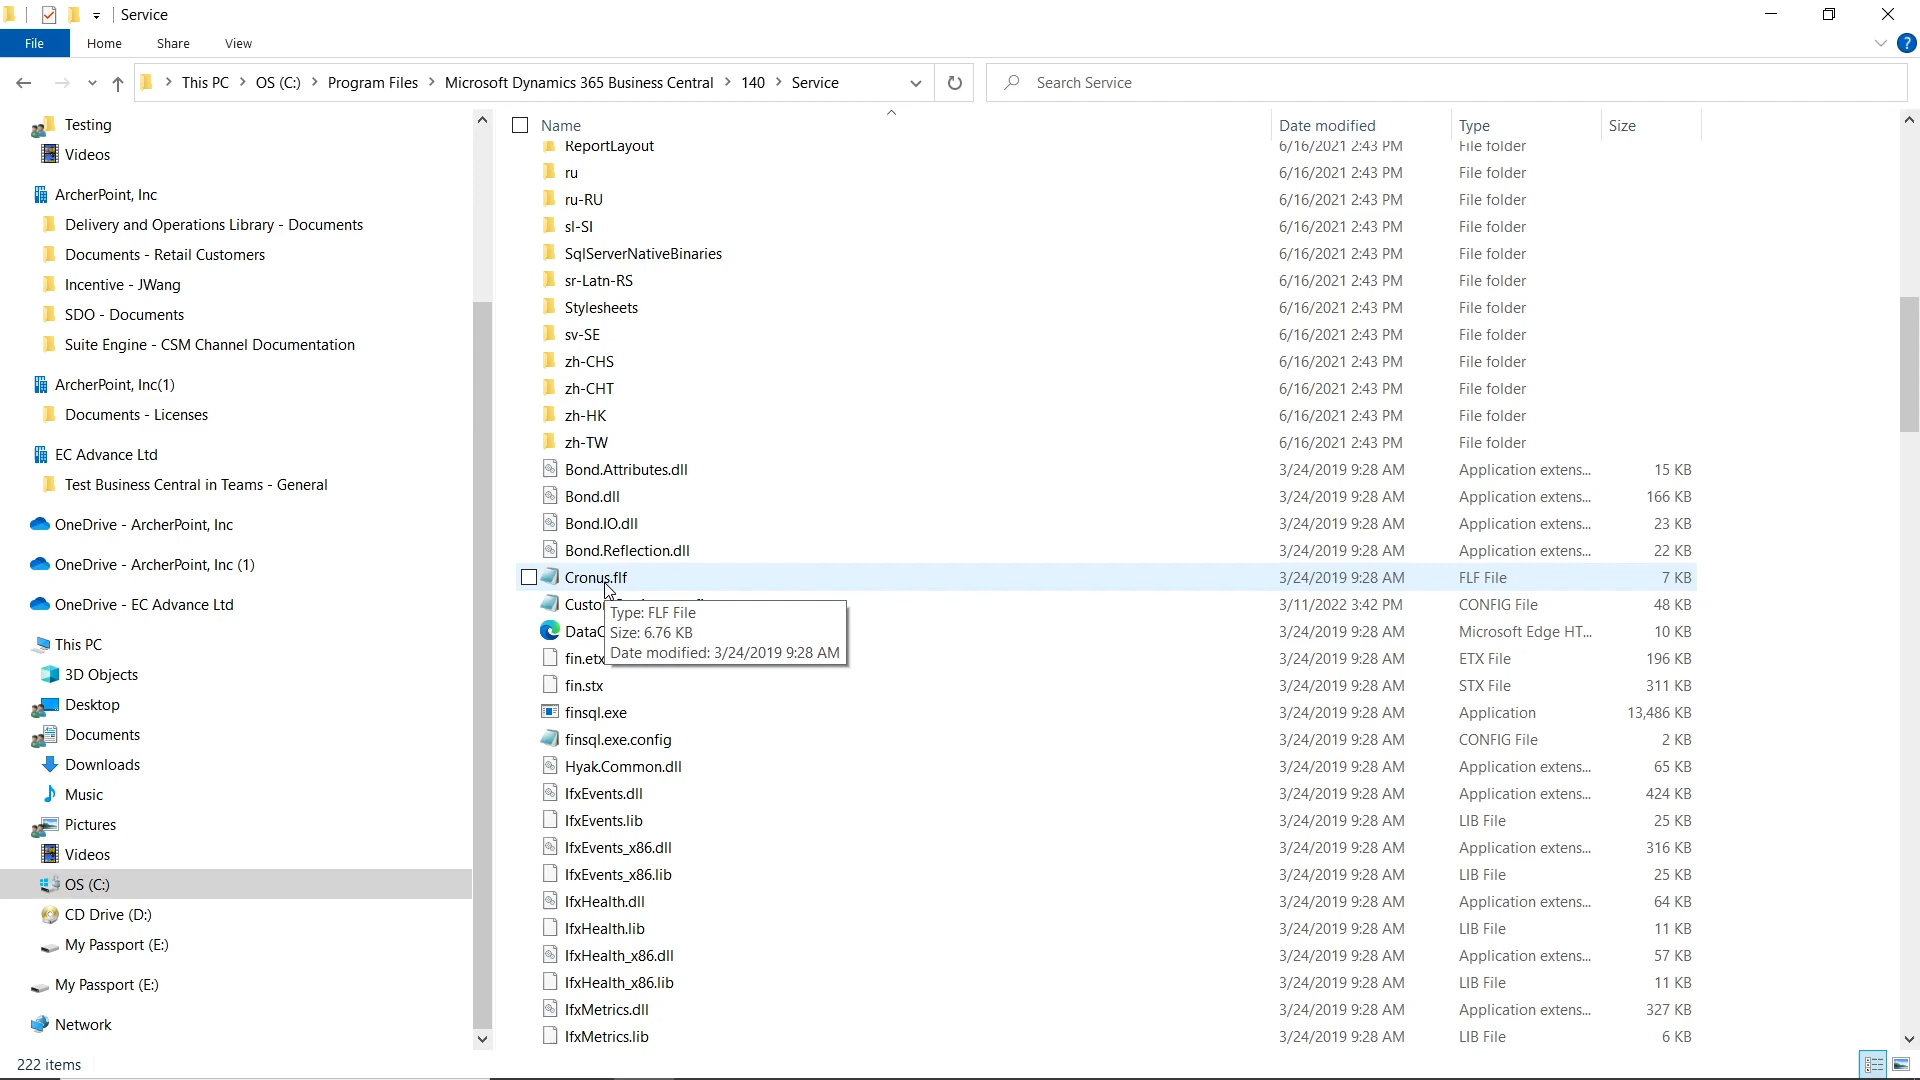 Service
File Home Share View
This PC > OS (C:) > Program Files > Microsoft Dynamics 365 Business Central > 140 > Service
Search Service
Testing
Videos
ArcherPoint, Inc
Delivery and Operations Library - Documents
Documents - Retail Customers
Incentive - JWang
SDO - Documents
Suite Engine - CSM Channel Documentation
ArcherPoint, Inc(1)
Documents - Licenses
EC Advance Ltd
Test Business Central in Teams - General
OneDrive - ArcherPoint, Inc
OneDrive - ArcherPoint, Inc (1)
OneDrive - EC Advance Ltd
This PC
3D Objects
Desktop
Documents
Downloads
Music
Pictures
Videos
OS (C:)
CD Drive (D:)
My Passport (E:)
My Passport (E:)
Network
Name Date modified Type Size
ReportLayout 6/16/2021 2:43 PM File folder
ru 6/16/2021 2:43 PM File folder
ru-RU 6/16/2021 2:43 PM File folder
sl-SI 6/16/2021 2:43 PM File folder
SqlServerNativeBinaries 6/16/2021 2:43 PM File folder
sr-Latn-RS 6/16/2021 2:43 PM File folder
Stylesheets 6/16/2021 2:43 PM File folder
sv-SE 6/16/2021 2:43 PM File folder
zh-CHS 6/16/2021 2:43 PM File folder
zh-CHT 6/16/2021 2:43 PM File folder
zh-HK 6/16/2021 2:43 PM File folder
zh-TW 6/16/2021 2:43 PM File folder
Bond.Attributes.dll 3/24/2019 9:28 AM Application extens... 15 KB
Bond.dll 3/24/2019 9:28 AM Application extens... 166 KB
Bond.IO.dll 3/24/2019 9:28 AM Application extens... 23 KB
Bond.Reflection.dll 3/24/2019 9:28 AM Application extens... 22 KB
Cronus.flf 3/24/2019 9:28 AM FLF File 7 KB
3/11/2022 3:42 PM CONFIG File 48 KB
3/24/2019 9:28 AM Microsoft Edge HT... 10 KB
3/24/2019 9:28 AM ETX File 196 KB
Type: FLF File
Size: 6.76 KB
Date modified: 3/24/2019 9:28 AM
fin.stx 3/24/2019 9:28 AM STX File 311 KB
finsql.exe 3/24/2019 9:28 AM Application 13,486 KB
finsql.exe.config 3/24/2019 9:28 AM CONFIG File 2 KB
Hyak.Common.dll 3/24/2019 9:28 AM Application extens... 65 KB
IfxEvents.dll 3/24/2019 9:28 AM Application extens... 424 KB
IfxEvents.lib 3/24/2019 9:28 AM LIB File 25 KB
IfxEvents_x86.dll 3/24/2019 9:28 AM Application extens... 316 KB
IfxEvents_x86.lib 3/24/2019 9:28 AM LIB File 25 KB
IfxHealth.dll 3/24/2019 9:28 AM Application extens... 64 KB
IfxHealth.lib 3/24/2019 9:28 AM LIB File 11 KB
IfxHealth_x86.dll 3/24/2019 9:28 AM Application extens... 57 KB
IfxHealth_x86.lib 3/24/2019 9:28 AM LIB File 11 KB
IfxMetrics.dll 3/24/2019 9:28 AM Application extens... 327 KB
IfxMetrics.lib 3/24/2019 9:28 AM LIB File 6 KB
222 items